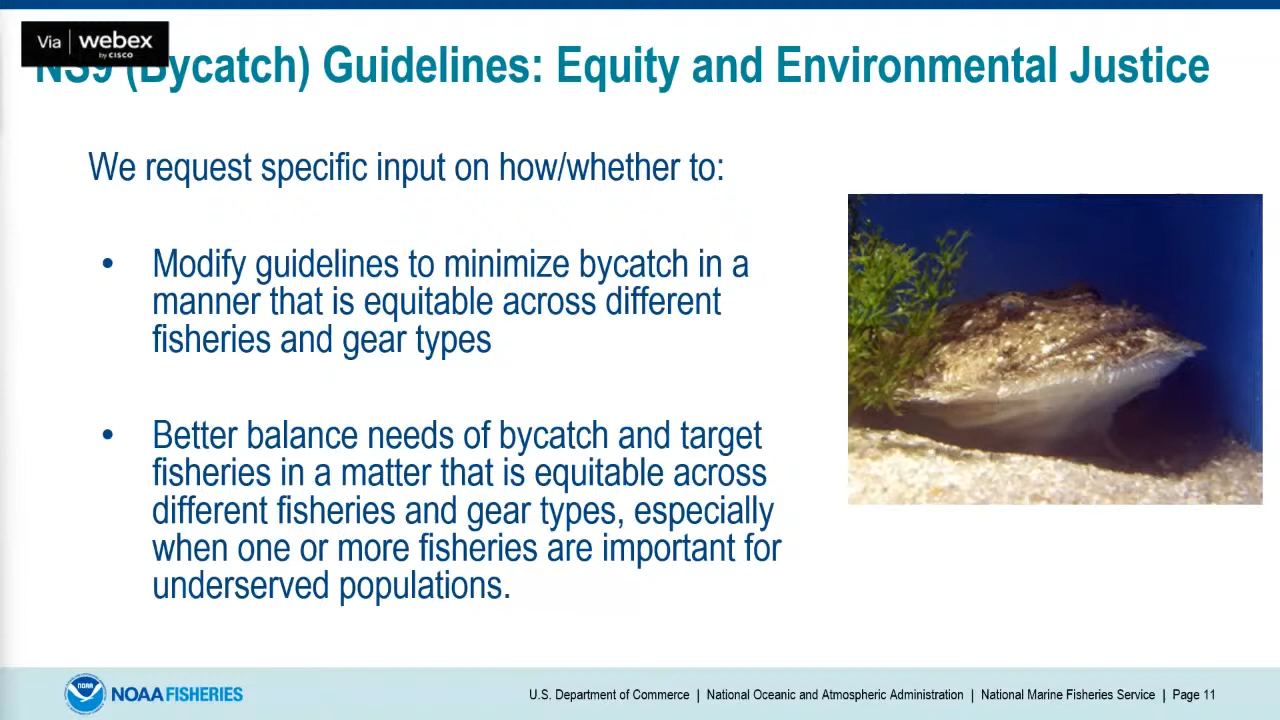 Via | webex
by CISCO
NS9 (Bycatch) Guidelines: Equity and Environmental Justice
We request specific input on how/whether to:
• Modify guidelines to minimize bycatch in a
manner that is equitable across different
fisheries and gear types
• Better balance needs of bycatch and target
fisheries in a matter that is equitable across
different fisheries and gear types, especially
when one or more fisheries are important for
underserved populations.
NOAA
NOAA FISHERIES
U.S. Department of Commerce | National Oceanic and Atmospheric Administration | National Marine Fisheries Service | Page 11